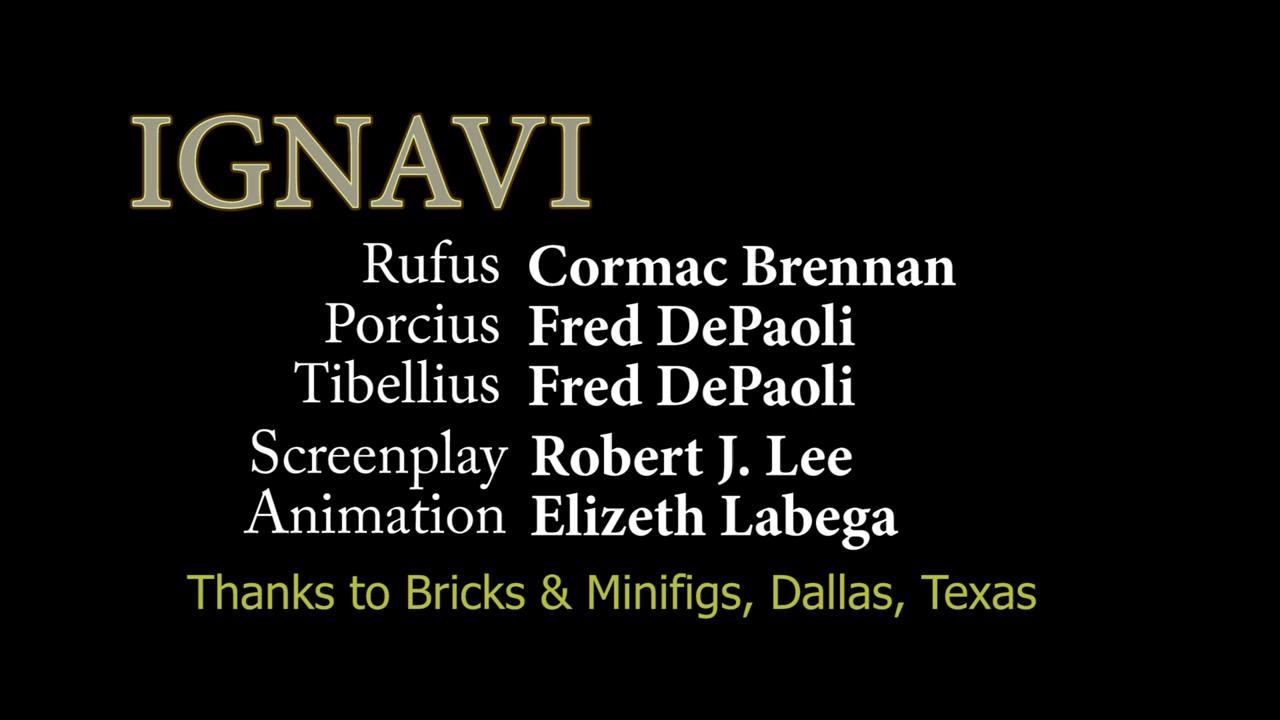 IGNAVI
Rufus Cormac Brennan
Porcius Fred DePaoli
Tibellius Fred DePaoli
Screenplay Robert J. Lee
Animation Elizeth Labega
Thanks to Bricks & Minifigs, Dallas, Texas